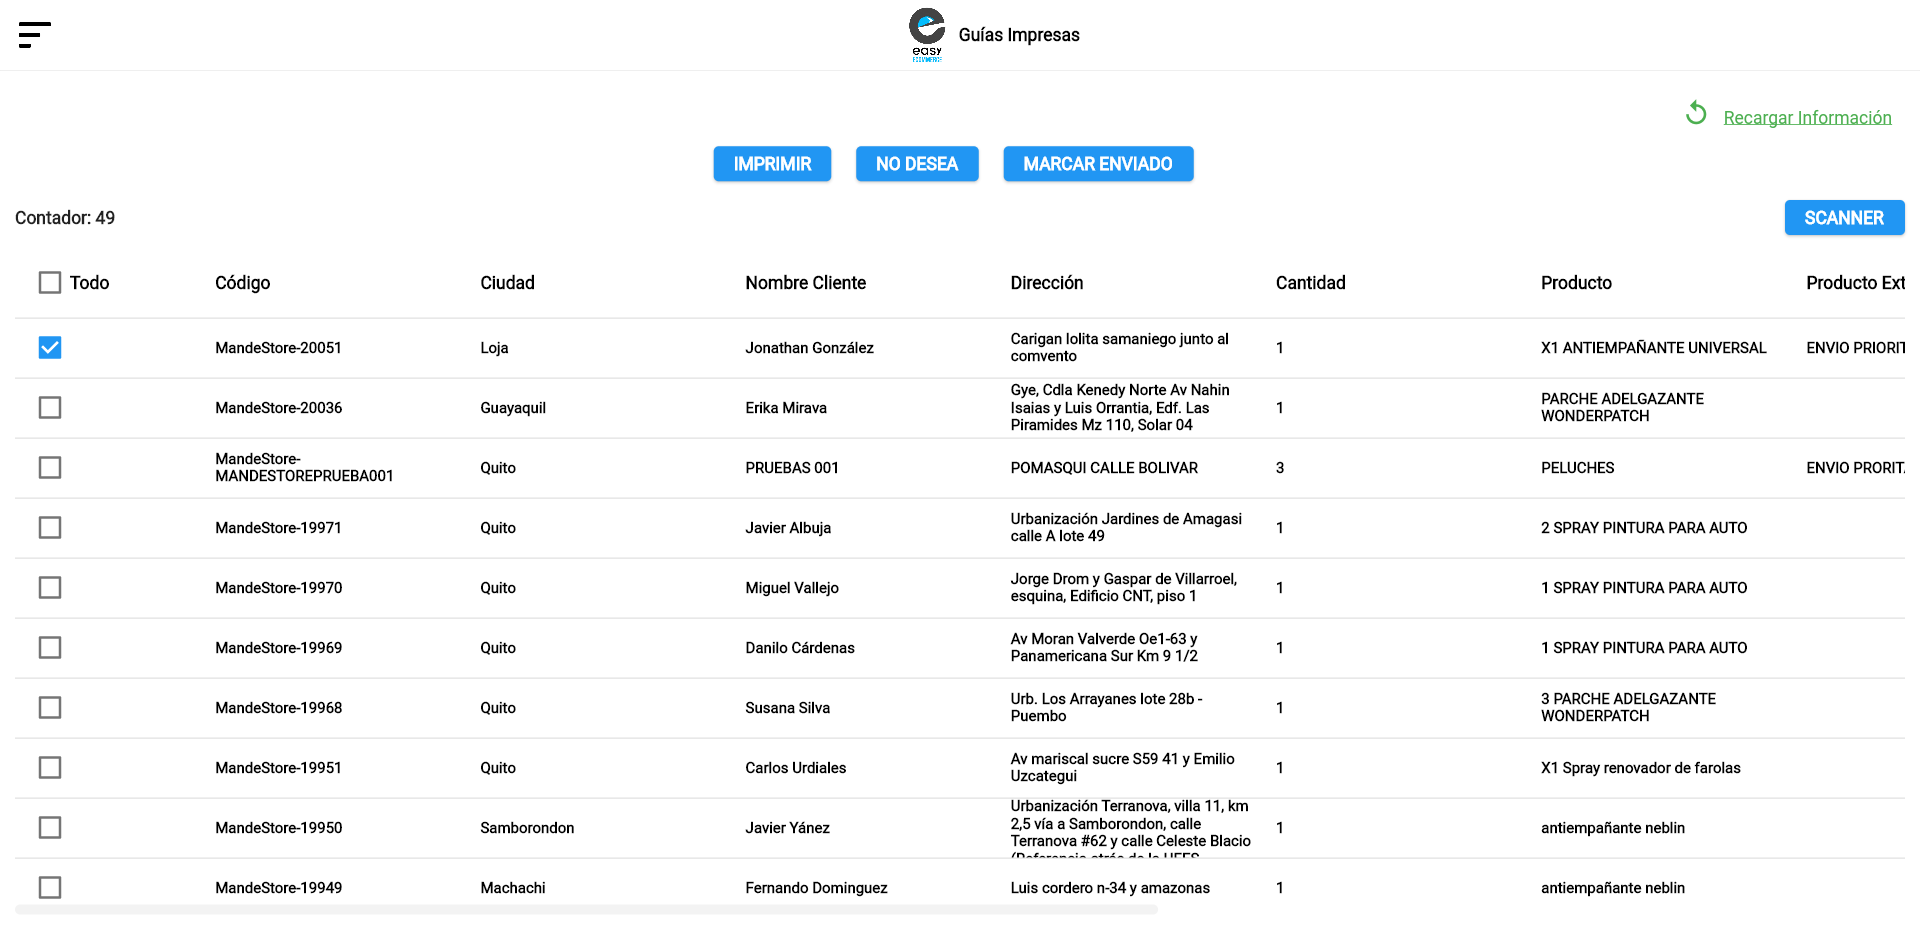 easy
ECOMMERCE
Guías Impresas
Recargar Información
IMPRIMIR
NO DESEA
MARCAR ENVIADO
Contador: 49
SCANNER
Todo
Código
Ciudad
Nombre Cliente
Dirección
Cantidad
Producto
Producto Ext
MandeStore-20051
Loja
Jonathan González
Carigan lolita samaniego junto al
comvento
1
X1 ANTIEMPAÑANTE UNIVERSAL
ENVIO PRIORIT
MandeStore-20036
Guayaquil
Erika Mirava
Gye, Cdla Kenedy Norte Av Nahin
Isaias y Luis Orrantia, Edf. Las
Piramides Mz 110, Solar 04
1
PARCHE ADELGAZANTE
WONDERPATCH
MandeStore-
MANDESTOREPRUEBA001
Quito
PRUEBAS 001
POMASQUI CALLE BOLIVAR
3
PELUCHES
ENVIO PRORITA
MandeStore-19971
Quito
Javier Albuja
Urbanización Jardines de Amagasi
calle A lote 49
1
2 SPRAY PINTURA PARA AUTO
MandeStore-19970
Quito
Miguel Vallejo
Jorge Drom y Gaspar de Villarroel,
esquina, Edificio CNT, piso 1
1
1 SPRAY PINTURA PARA AUTO
MandeStore-19969
Quito
Danilo Cárdenas
Av Moran Valverde Oe1-63 y
Panamericana Sur Km 9 1/2
1
1 SPRAY PINTURA PARA AUTO
MandeStore-19968
Quito
Susana Silva
Urb. Los Arrayanes lote 28b -
Puembo
1
3 PARCHE ADELGAZANTE
WONDERPATCH
MandeStore-19951
Quito
Carlos Urdiales
Av mariscal sucre S59 41 y Emilio
Uzcategui
1
X1 Spray renovador de farolas
MandeStore-19950
Samborondon
Javier Yánez
Urbanización Terranova, villa 11, km
2,5 vía a Samborondon, calle
Terranova #62 y calle Celeste Blacio
(Referencia atrás de la UEES
1
antiempañante neblin
MandeStore-19949
Machachi
Fernando Dominguez
Luis cordero n-34 y amazonas
1
antiempañante neblin